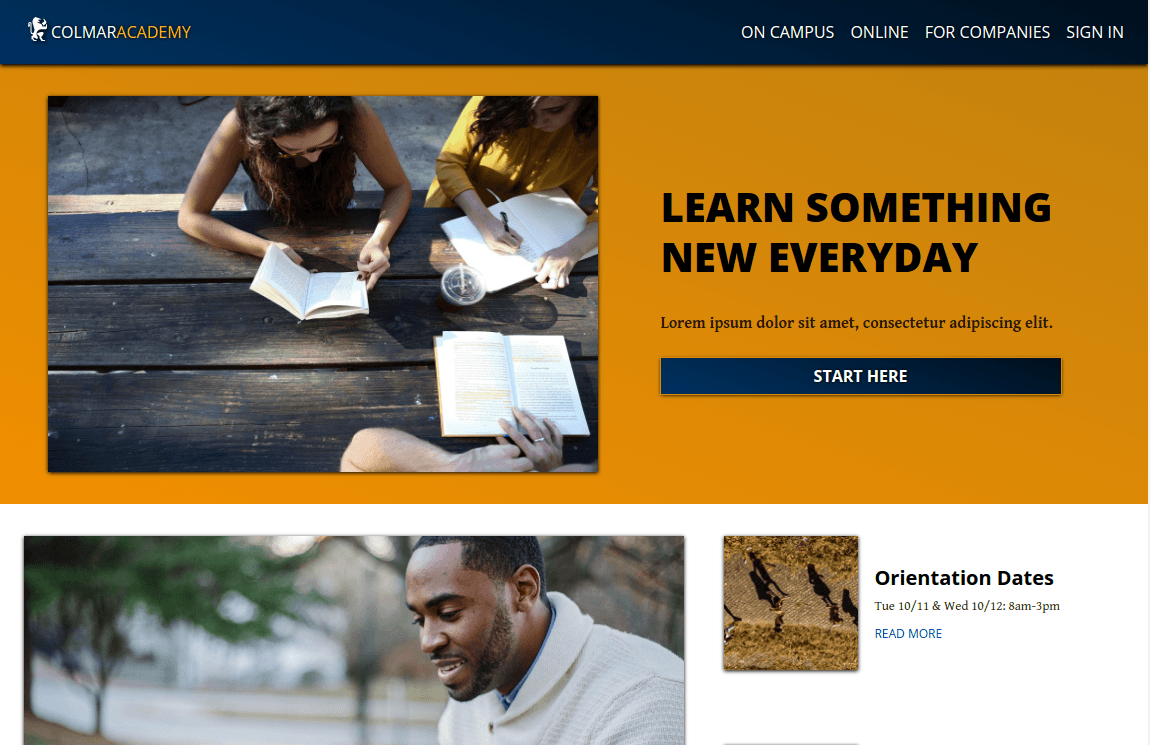 COLMARACADEMY
ON CAMPUS ONLINE FOR COMPANIES SIGN IN
LEARN SOMETHING
NEW EVERYDAY
Lorem ipsum dolor sit amet, consectetur adipiscing elit.
START HERE
Orientation Dates
Tue 10/11 & Wed 10/12: 8am-3pm
READ MORE